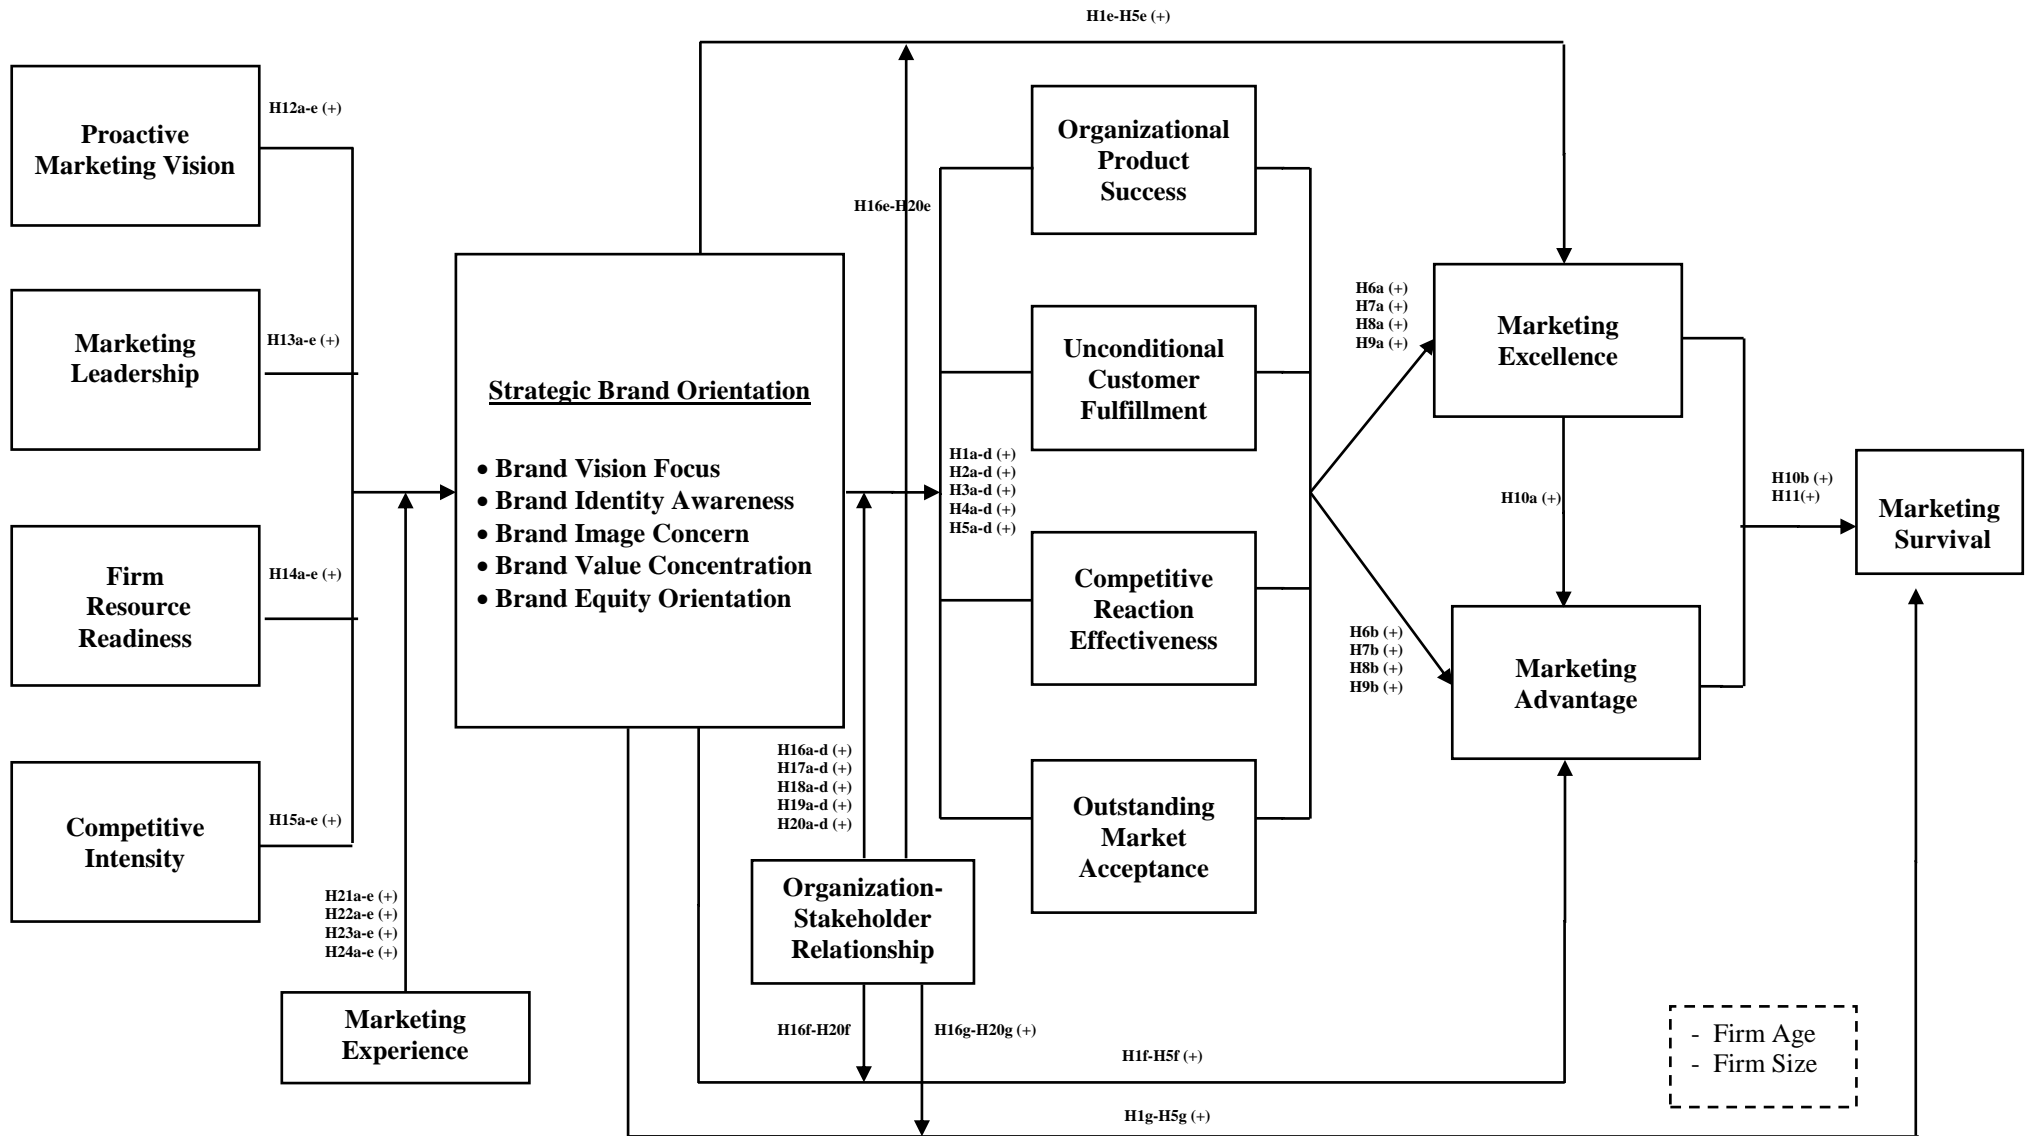 H1e-H5e (+)
H12a-e (+)
Proactive
Marketing Vision
H13a-e (+)
Marketing
Leadership
H14a-e (+)
Firm
Resource
Readiness
H15a-e (+)
Competitive
Intensity
H21a-e (+)
H22a-e (+)
H23a-e (+)
H24a-e (+)
Marketing
Experience
Strategic Brand Orientation
• Brand Vision Focus
• Brand Identity Awareness
• Brand Image Concern
• Brand Value Concentration
• Brand Equity Orientation
H16e-H20e
H16a-d (+)
H17a-d (+)
H18a-d (+)
H19a-d (+)
H20a-d (+)
Organization-
Stakeholder
Relationship
H16f-H20f
H16g-H20g (+)
H1a-d (+)
H2a-d (+)
H3a-d (+)
H4a-d (+)
H5a-d (+)
Organizational
Product
Success
Unconditional
Customer
Fulfillment
Competitive
Reaction
Effectiveness
Outstanding
Market
Acceptance
H6a (+)
H7a (+)
H8a (+)
H9a (+)
H6b (+)
H7b (+)
H8b (+)
H9b (+)
Marketing
Excellence
H10a (+)
Marketing
Advantage
H10b (+)
H11(+)
Marketing
Survival
H1f-H5f (+)
H1g-H5g (+)
- Firm Age
- Firm Size